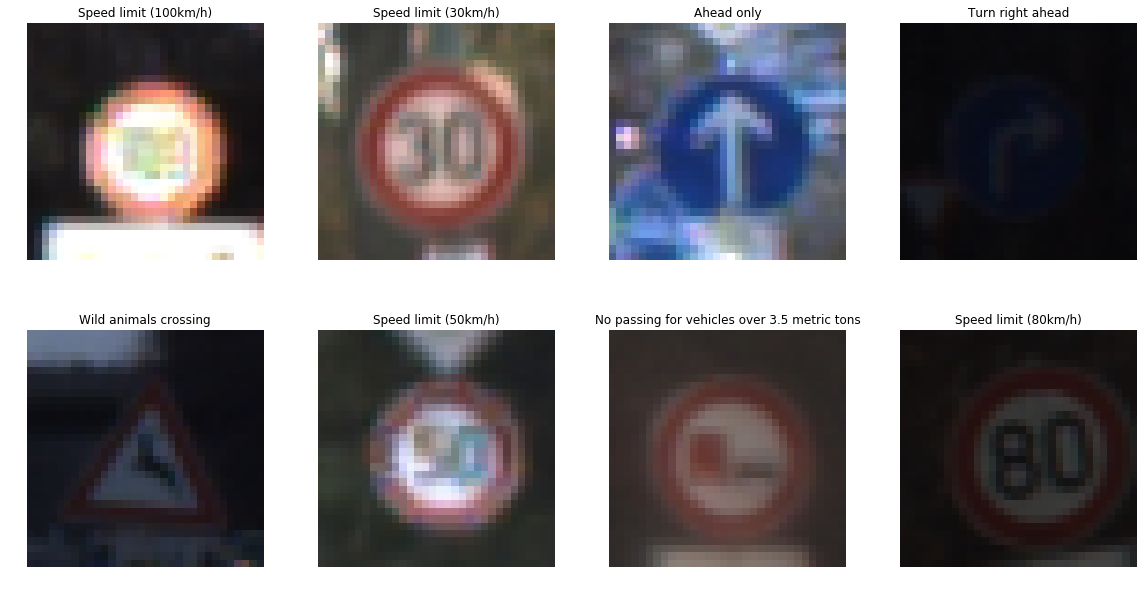 Speed limit (100km/h)
Speed limit (30km/h)
Ahead only
Turn right ahead
30
Wild animals crossing
Speed limit (50km/h)
No passing for vehicles over 3.5 metric tons
Speed limit (80km/h)
80